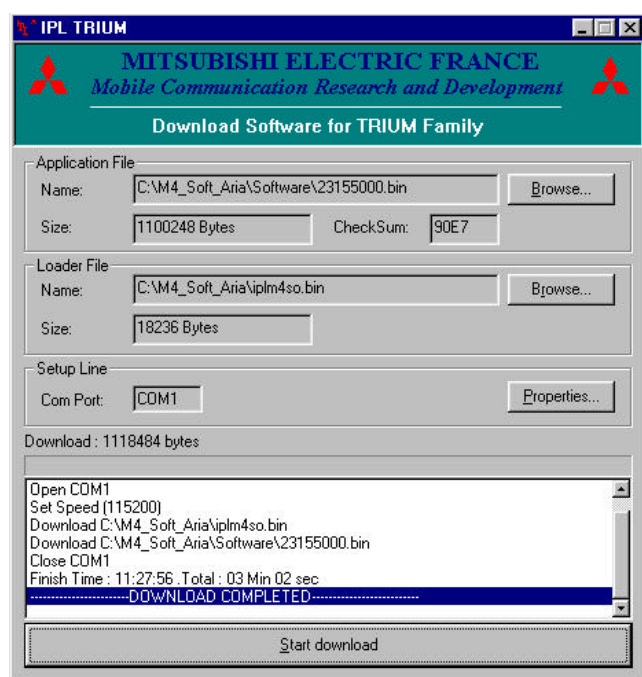 IPL TRIUM
MITSUBISHI ELECTRIC FRANCE
Mobile Communication Research and Development
Download Software for TRIUM Family
Application File
Name: C:\M4_Soft_Aria\Software\23155000.bin Browse...
Size: 1100248 Bytes CheckSum: 90E7
Loader File
Name: C:\M4_Soft_Aria\iplm4so.bin Browse...
Size: 18236 Bytes
Setup Line
Com Port: COM1 Properties...
Download : 1118484 bytes
Open COM1
Set Speed (115200)
Download C:\M4_Soft_Aria\iplm4so.bin
Download C:\M4_Soft_Aria\Software\23155000.bin
Close COM1
Finish Time : 11:27:56 .Total : 03 Min 02 sec
-----------------------DOWNLOAD COMPLETED-------------------------
Start download